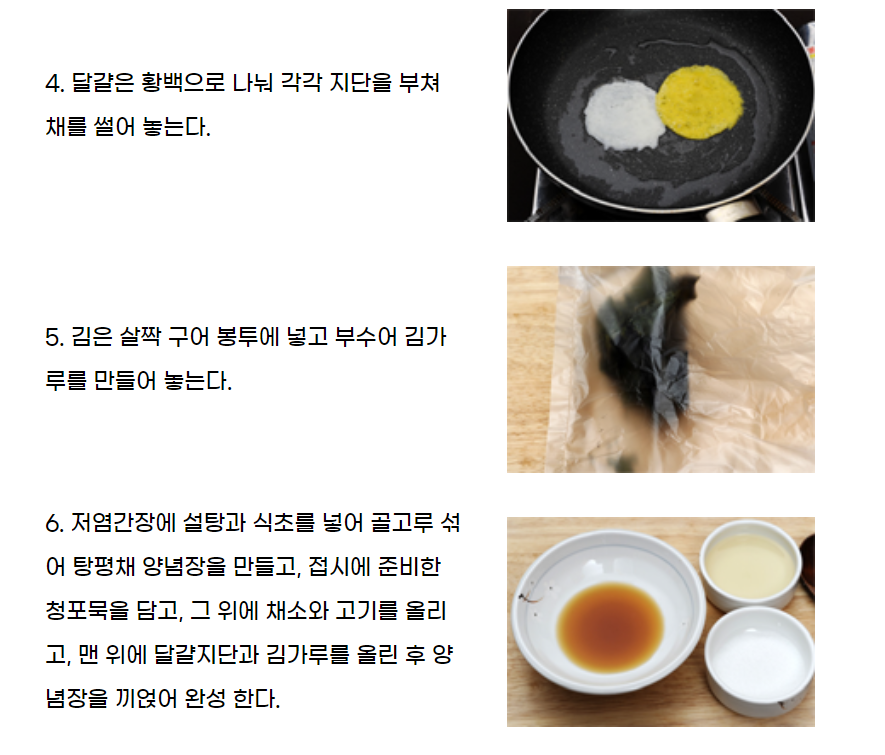 4. 달걀은 황백으로 나눠 각각 지단을 부쳐
채를 썰어 놓는다.
5. 김은 살짝 구어 봉투에 넣고 부수어 김가
루를 만들어 놓는다.
6. 저염간장에 설탕과 식초를 넣어 골고루 섞
어 탕평채 양념장을 만들고, 접시에 준비한
청포묵을 담고, 그 위에 채소와 고기를 올리
고, 맨 위에 달걀지단과 김가루를 올린 후 양
념장을 끼얹어 완성 한다.